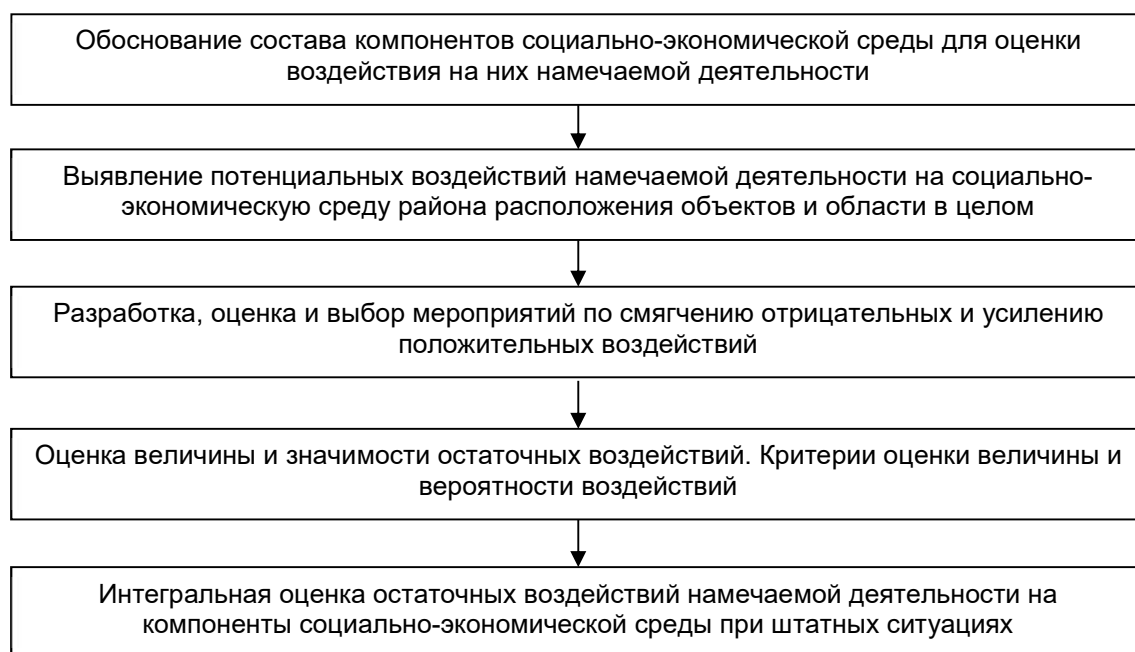 Обоснование состава компонентов социально-экономической среды для оценки
воздействия на них намечаемой деятельности
Выявление потенциальных воздействий намечаемой деятельности на социально-
экономическую среду района расположения объектов и области в целом
Разработка, оценка и выбор мероприятий по смягчению отрицательных и усилению
положительных воздействий
Оценка величины и значимости остаточных воздействий. Критерии оценки величины и
вероятности воздействий
Интегральная оценка остаточных воздействий намечаемой деятельности на
компоненты социально-экономической среды при штатных ситуациях